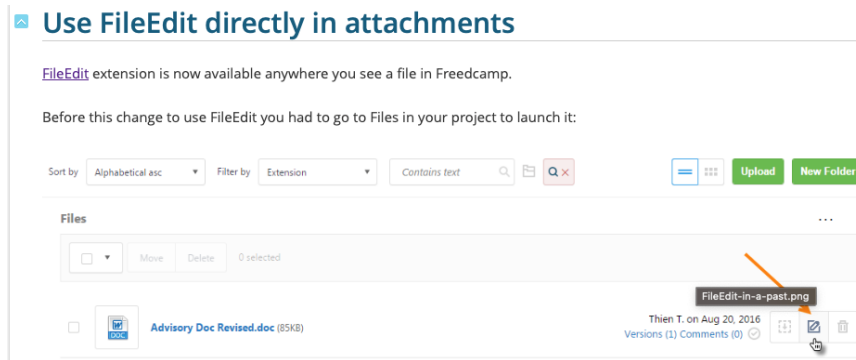 Use FileEdit directly in attachments
FileEdit extension is now available anywhere you see a file in Freedcamp.
Before this change to use FileEdit you had to go to Files in your project to launch it:
Sort by Alphabetical asc Filter by Extension Contains text Upload New Folder
Files
Move Delete 0 selected
FileEdit-in-a-past.png
Thien T. on Aug 20, 2016
DOC Advisory Doc Revised.doc (85KB)
Versions (1) Comments (0)